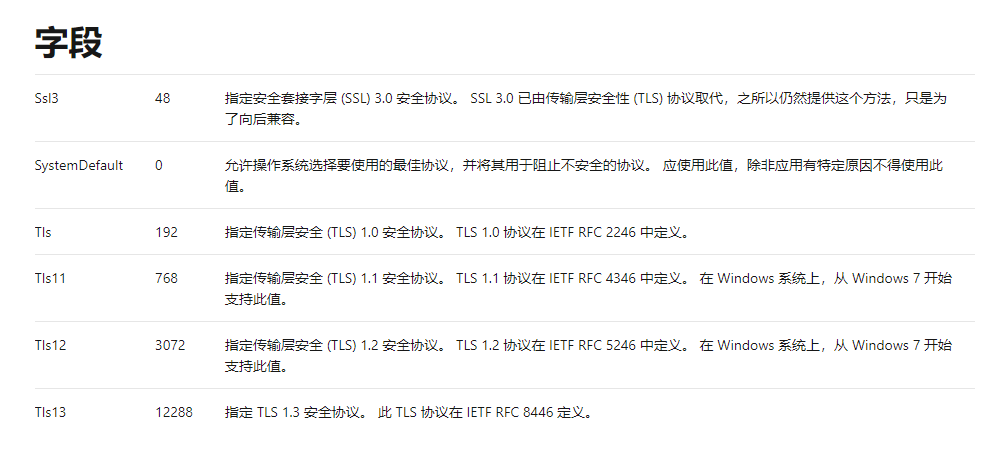 字段
Ssl3 48 指定安全套接字层 (SSL) 3.0 安全协议。 SSL 3.0 已由传输层安全性 (TLS) 协议取代，之所以仍然提供这个方法，只是为
了向后兼容。
SystemDefault 0 允许操作系统选择要使用的最佳协议，并将其用于阻止不安全的协议。 应使用此值，除非应用有特定原因不得使用此
值。
Tls 192 指定传输层安全 (TLS) 1.0 安全协议。 TLS 1.0 协议在 IETF RFC 2246 中定义。
Tls11 768 指定传输层安全 (TLS) 1.1 安全协议。 TLS 1.1 协议在 IETF RFC 4346 中定义。 在 Windows 系统上，从 Windows 7 开始
支持此值。
Tls12 3072 指定传输层安全 (TLS) 1.2 安全协议。 TLS 1.2 协议在 IETF RFC 5246 中定义。 在 Windows 系统上，从 Windows 7 开始
支持此值。
Tls13 12288 指定 TLS 1.3 安全协议。 此 TLS 协议在 IETF RFC 8446 定义。